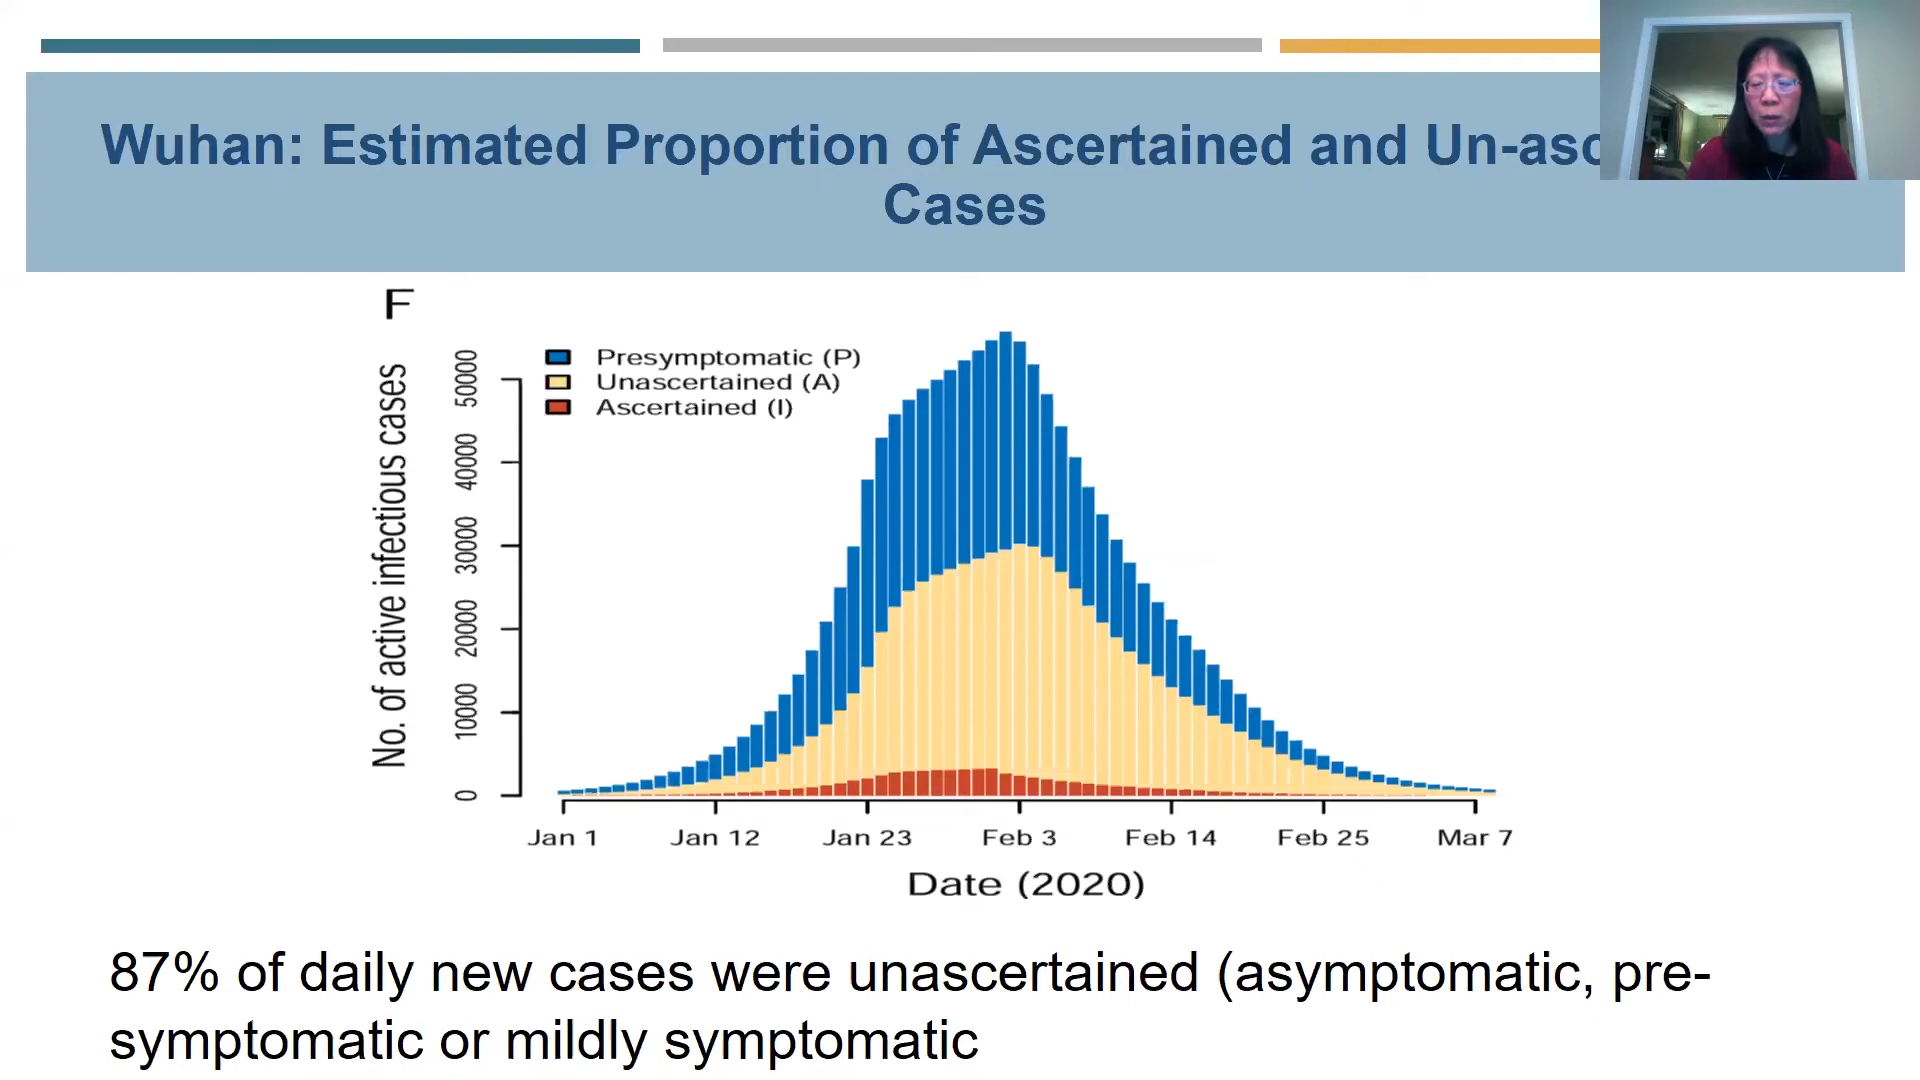 Wuhan: Estimated Proportion of Ascertained and Un-asc
Cases
F
Presymptomatic (P)
Unascertained (A)
Ascertained (I)
No. of active infectious cases
50000
40000
30000
20000
10000
0
Jan 1 Jan 12 Jan 23 Feb 3 Feb 14 Feb 25 Mar 7
Date (2020)
87% of daily new cases were unascertained (asymptomatic, pre-
symptomatic or mildly symptomatic